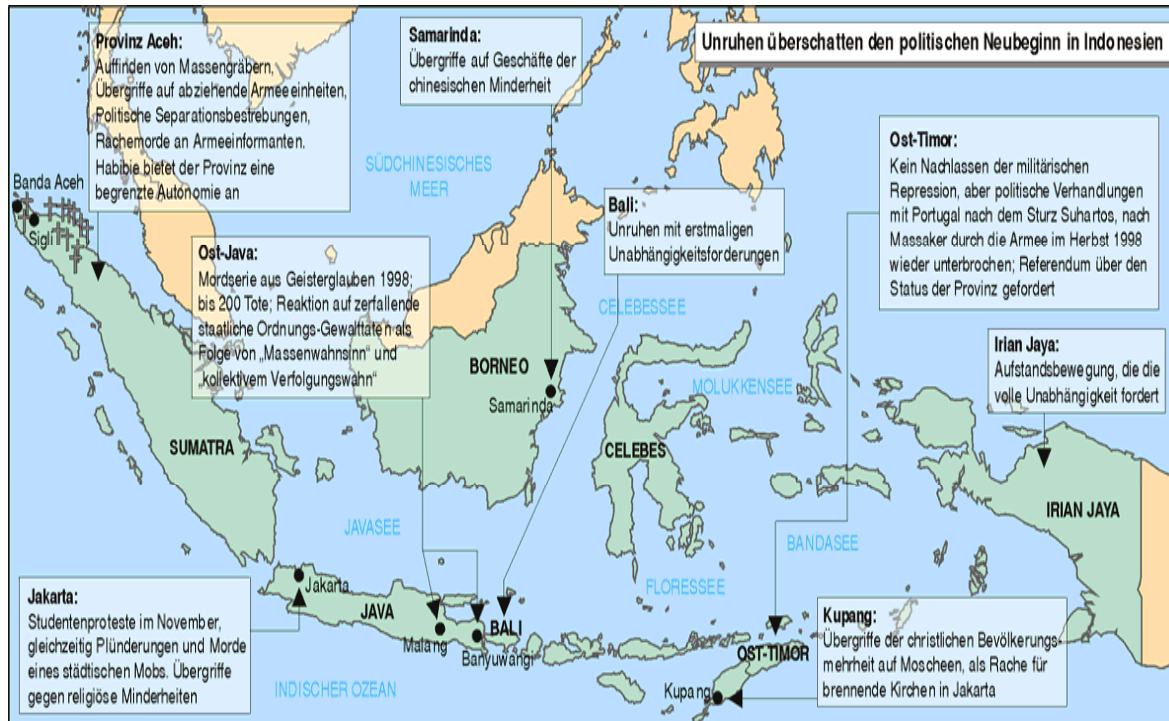 Unruhen überschatten den politischen Neubeginn in Indonesien
Provinz Aceh:
Auffinden von Massengräbern,
Übergriffe auf abziehende Armeeeinheiten,
Politische Separationsbestrebungen,
Rachemorde an Armeeinformanten.
Habibie bietet der Provinz eine
begrenzte Autonomie an
Samarinda:
Übergriffe auf Geschäfte der
chinesischen Minderheit
Ost-Timor:
Kein Nachlassen der militärischen
Repression, aber politische Verhandlungen
mit Portugal nach dem Sturz Suhartos, nach
Massaker durch die Armee im Herbst 1998
wieder unterbrochen; Referendum über den
Status der Provinz gefordert
SÜDCHINESISCHES
MEER
Banda Aceh
Sigli
Bali:
Unruhen mit erstmaligen
Unabhängigkeitsforderungen
Ost-Java:
Mordserie aus Geisterglauben 1998;
bis 200 Tote; Reaktion auf zerfallende
staatliche Ordnungs-Gewalttaten als
Folge von „Massenwahnsinn" und
„kollektivem Verfolgungswahn"
CELEBESSEE
Irian Jaya:
Aufstandsbewegung, die die
volle Unabhängigkeit fordert
BORNEO
Samarinda
MOLUKKENSEE
SUMATRA
CELEBES
IRIAN JAYA
JAVASEE
BANDASEE
FLORESSEE
Jakarta
JAVA
Malang
BALI
Banyuwangi
OST-TIMOR
Kupang
INDISCHER OZEAN
Jakarta:
Studentenproteste im November,
gleichzeitig Plünderungen und Morde
eines städtischen Mobs. Übergriffe
gegen religiöse Minderheiten
Kupang:
Übergriffe der christlichen Bevölkerungs-
mehrheit auf Moscheen, als Rache für
brennende Kirchen in Jakarta